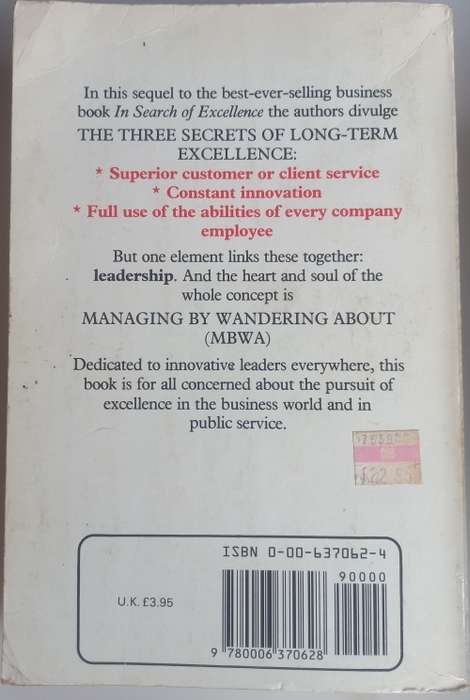 In this sequel to the best-ever-selling business
book In Search of Excellence the authors divulge
THE THREE SECRETS OF LONG-TERM
EXCELLENCE:
* Superior customer or client service
* Constant innovation
* Full use of the abilities of every company
employee
But one element links these together:
leadership. And the heart and soul of the
whole concept is
MANAGING BY WANDERING ABOUT
(MBWA)
Dedicated to innovative leaders everywhere, this
book is for all concerned about the pursuit of
excellence in the business world and in
public service.
ISBN 0-00-637062-4
90000
U.K. £3.95
9 780006 370628